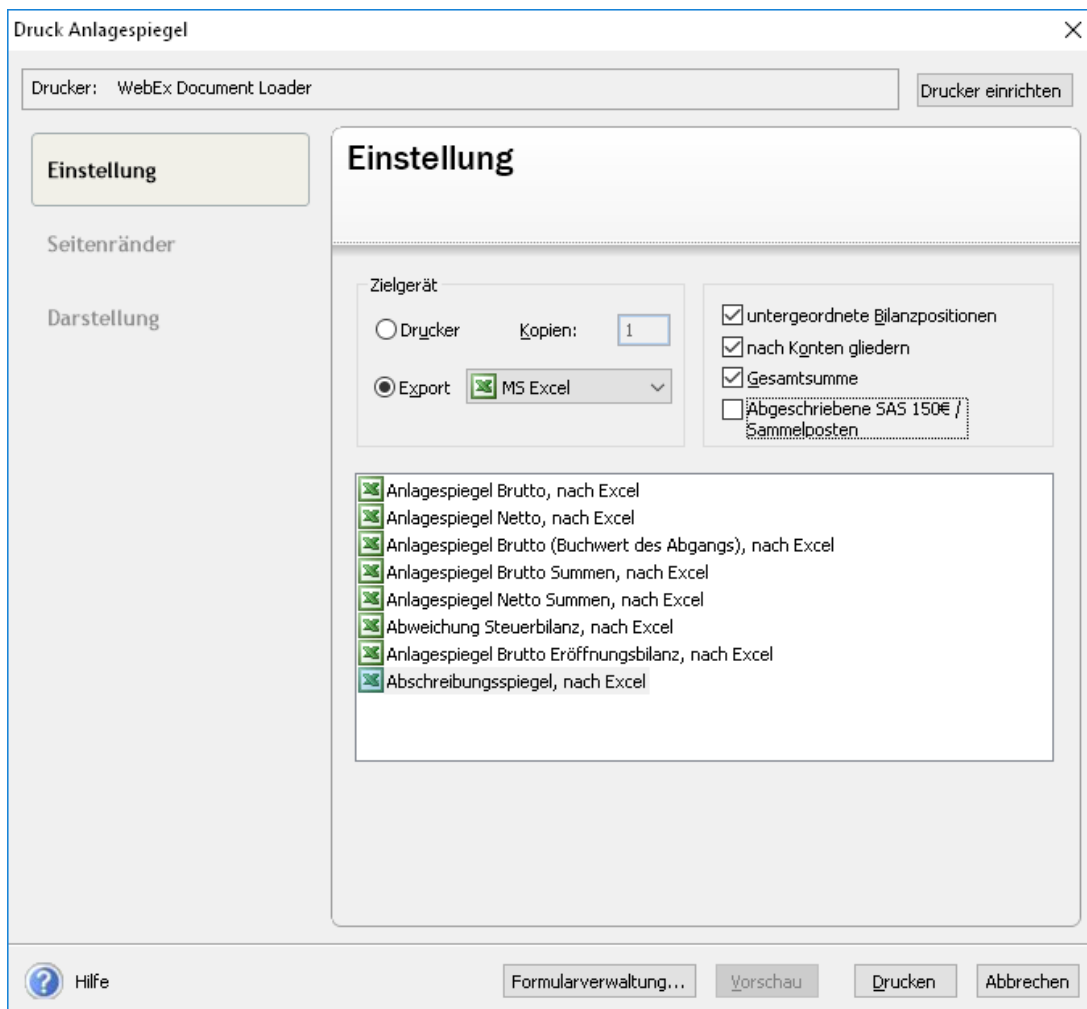 Druck Anlagespiegel
Drucker: WebEx Document Loader
Drucker einrichten
Einstellung
Seitenränder
Darstellung
Einstellung
Zielgerät
Drucker Kopien: 1
Export MS Excel
untergeordnete Bilanzpositionen
nach Konten gliedern
Gesamtsumme
Abgeschriebene SAS 150€ /
Sammelposten
Anlagespiegel Brutto, nach Excel
Anlagespiegel Netto, nach Excel
Anlagespiegel Brutto (Buchwert des Abgangs), nach Excel
Anlagespiegel Brutto Summen, nach Excel
Anlagespiegel Netto Summen, nach Excel
Abweichung Steuerbilanz, nach Excel
Anlagespiegel Brutto Eröffnungsbilanz, nach Excel
Abschreibungsspiegel, nach Excel
Hilfe
Formularverwaltung...
Vorschau
Drucken
Abbrechen